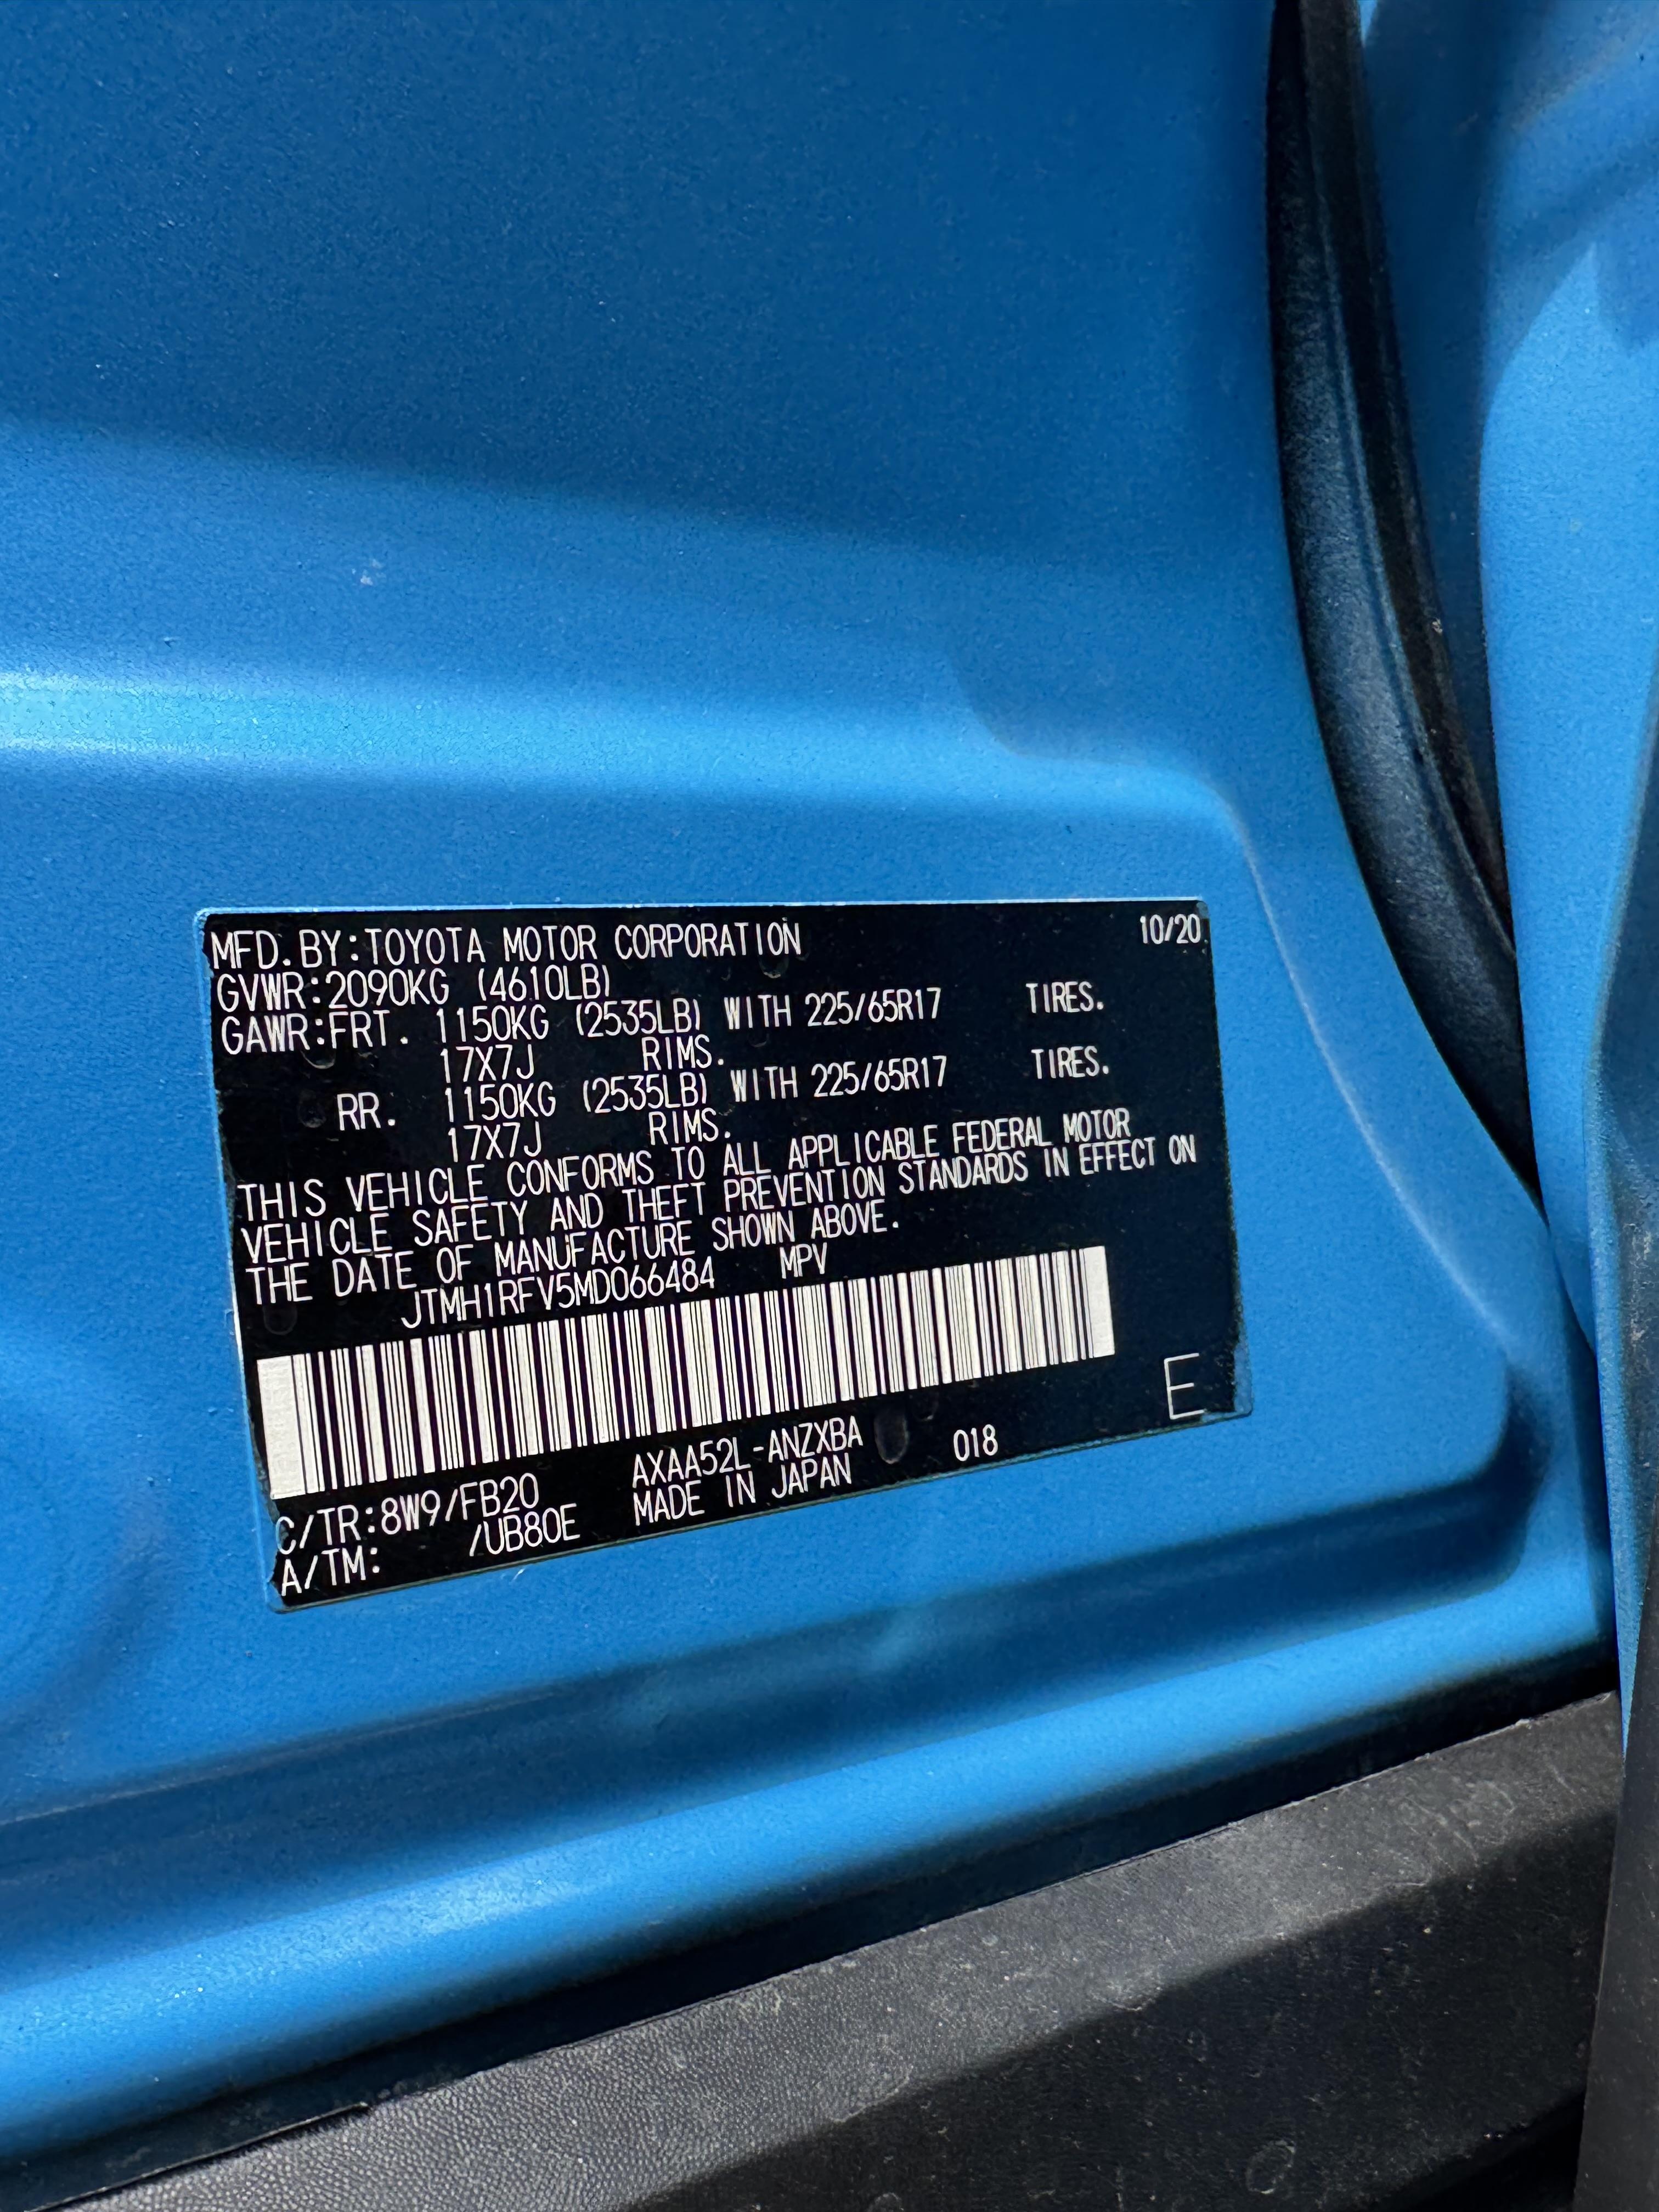 MFD.BY:TOYOTA MOTOR CORPORATION 10/20
GVWR:2090KG (4610LB)
GAWR:FRT. 1150KG (2535LB) WITH 225/65R17 TIRES.
17X7J RIMS.
RR. 1150KG (2535LB) WITH 225/65R17 TIRES.
17X7J RIMS.
THIS VEHICLE CONFORMS TO ALL APPLICABLE FEDERAL MOTOR
VEHICLE SAFETY AND THEFT PREVENTION STANDARDS IN EFFECT ON
THE DATE OF MANUFACTURE SHOWN ABOVE.
JTMH1RFV5MD066484 MPV
E
C/TR:8W9/FB20 AXAA52L-ANZXBA 018
A/TM: /UB80E MADE IN JAPAN